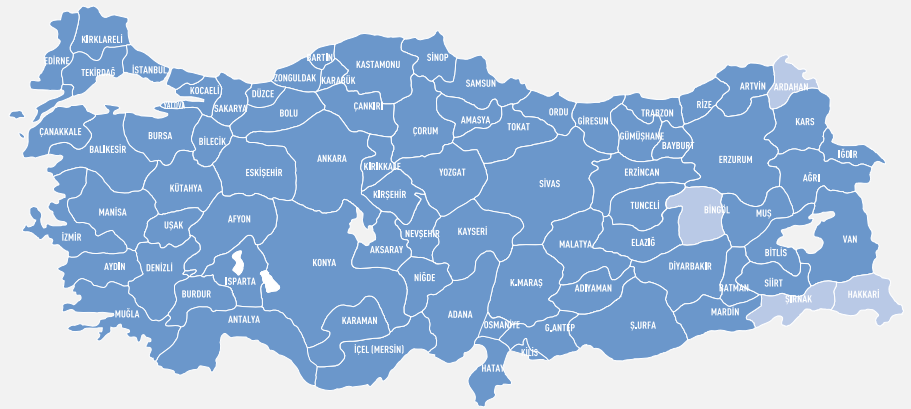 KIRKLARELİ
EDİRNE
TEKİRDAĞ
İSTANBUL
KOCAELİ
YALOVA
SAKARYA
DÜZCE
ZONGULDAK
BARTIN
KARABÜK
KASTAMONU
SİNOP
SAMSUN
BOLU
ÇANKIRI
ÇORUM
AMASYA
TOKAT
ORDU
GİRESUN
TRABZON
GÜMÜŞHANE
BAYBURT
RİZE
ARTVİN
ARDAHAN
KARS
IĞDIR
ÇANAKKALE
BALIKESİR
BURSA
BİLECİK
ESKİŞEHİR
ANKARA
KIRIKKALE
YOZGAT
SİVAS
ERZİNCAN
ERZURUM
AĞRI
KÜTAHYA
KIRŞEHİR
TUNCELİ
BİNGÖL
MUŞ
MANİSA
UŞAK
AFYON
NEVŞEHİR
KAYSERİ
MALATYA
ELAZIĞ
BİTLİS
VAN
İZMİR
AYDIN
DENİZLİ
ISPARTA
KONYA
AKSARAY
NİĞDE
K.MARAŞ
ADIYAMAN
DİYARBAKIR
BATMAN
SİİRT
ŞIRNAK
HAKKARİ
MUĞLA
BURDUR
ANTALYA
KARAMAN
İÇEL (MERSİN)
ADANA
OSMANİYE
G.ANTEP
KİLİS
HATAY
Ş.URFA
MARDİN